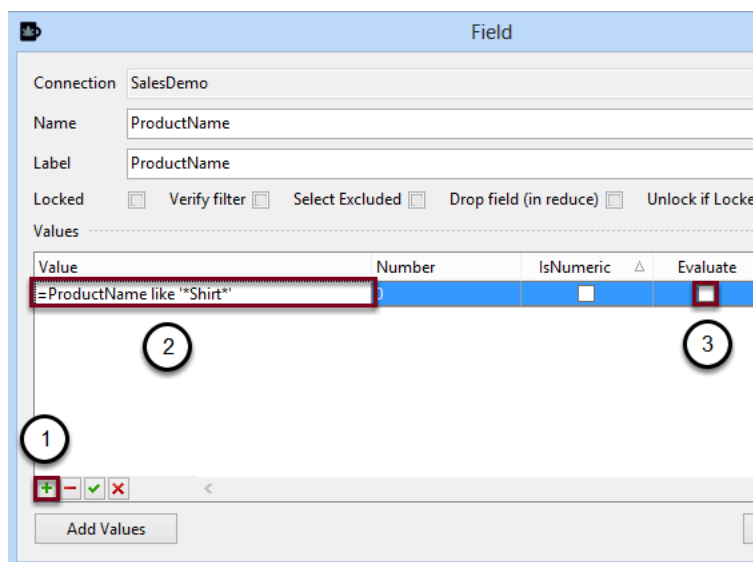 Field
Connection SalesDemo
Name ProductName
Label ProductName
Locked Verify filter Select Excluded Drop field (in reduce) Unlock if Locke
Values
Value Number IsNumeric Evaluate
=ProductName like '*Shirt*' 0
2
3
1
Add Values